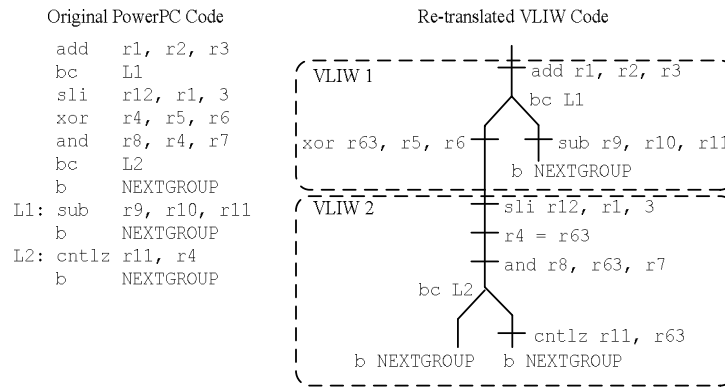 Original PowerPC Code
add r1, r2, r3
bc L1
sli r12, r1, 3
xor r4, r5, r6
and r8, r4, r7
bc L2
b NEXTGROUP
L1: sub r9, r10, r11
b NEXTGROUP
L2: cntlz r11, r4
b NEXTGROUP
Re-translated VLIW Code
VLIW 1
add r1, r2, r3
bc L1
xor r63, r5, r6
sub r9, r10, r11
b NEXTGROUP
VLIW 2
sli r12, r1, 3
r4 = r63
and r8, r63, r7
bc L2
cntlz r11, r63
b NEXTGROUP b NEXTGROUP